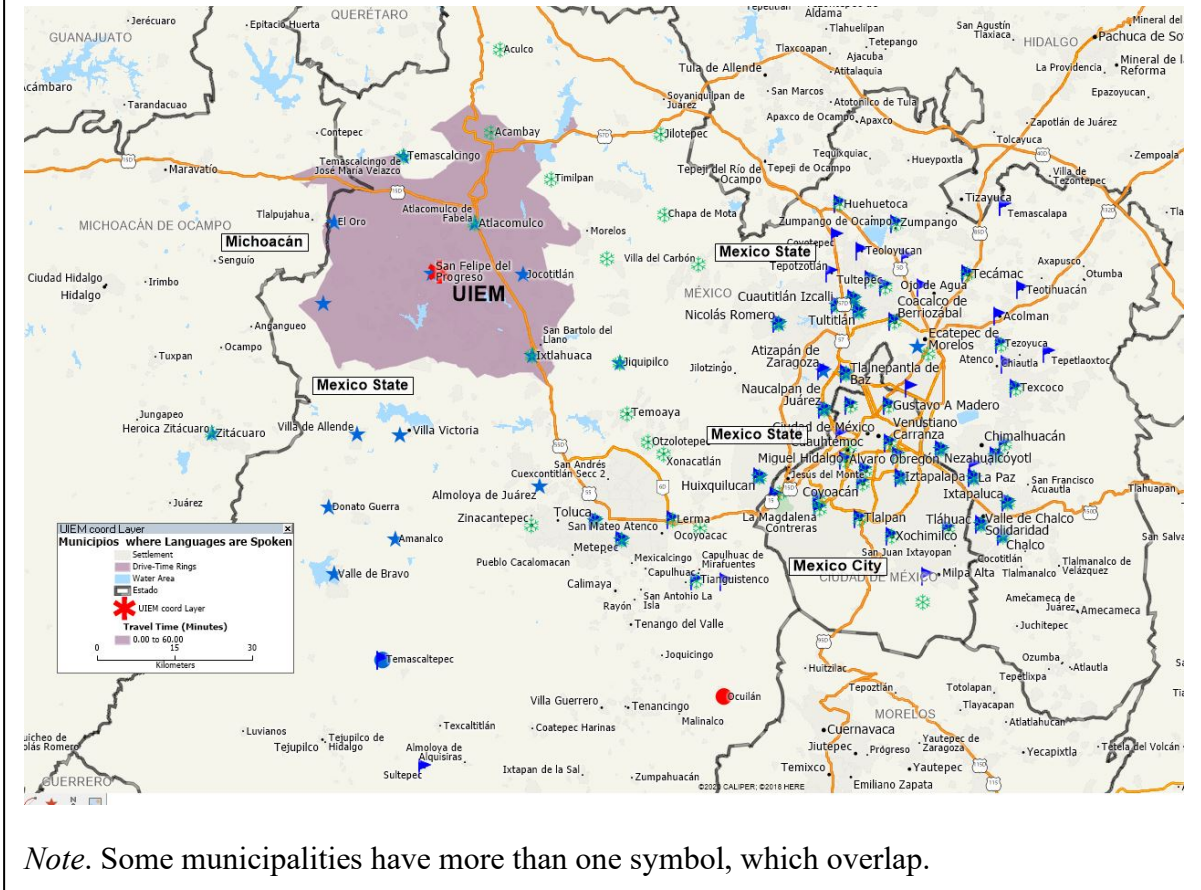 QUERÉTARO
Jerécuaro
Epitacio Huerta
GUANAJUATO
Aculco
Tepetitlán
Aldama
Tlahuelilpan
Tlaxcoapan
Tetepango
Ajacuba
Atitalaquia
San Agustín
Tlaxiaca
Mineral del
HIDALGO
Pachuca de So
Tula de Allende
La Providencia
Mineral de la
Reforma
Acámbaro
Tarandacuao
Soyaniquilpan de
Juárez
San Marcos
Atotonilco de Tula
Epazoyucan
Contepec
Acambay
Jilotepec
Apaxco de Ocampo
Apaxco
Zapotlán de Juárez
Tolcayuca
Maravatío
Temascalcingo de
José María Velazco
Temascalcingo
Tepeji del Río de
Ocampo
Tepeji de Ocampo
Tequixquiac
Hueypoxtla
Zempoala
Villa de
Tezontepec
Timilpan
Tlalpujahua
El Oro
Atlacomulco de
Fabela
Atlacomulco
Chapa de Mota
Huehuetoca
Zumpango de Ocampo
Zumpango
Tizayuca
Temascalapa
MICHOACÁN DE OCAMPO
Michoacán
Senguio
Morelos
Mexico State
Coyotepec
Teoloyucan
Ciudad Hidalgo
Hidalgo
Irimbo
San Felipe del
Progreso
UIEM
Jocotitlán
Villa del Carbón
Tepotzotlán
Tultepec
Ojo de Agua
Tecámac
Axapusco
Otumba
Teotihuacán
MÉXICO
Cuautitlán Izcalli
Nicolás Romero
Tultitlán
Coacalco de
Berriozábal
Acolman
Angangueo
Ocampo
Tuxpan
San Bartolo del
Llano
Ixtlahuaca
Jiquipilco
Jilotzingo
Atizapán de
Zaragoza
Ecatepec de
Morelos
Tezoyuca
Atenco
Chiautla
Tepetlaoxtoc
Mexico State
Tlalnepantla de
Baz
Naucalpan de
Juárez
Texcoco
Jungapeo
Heroica Zitácuaro
Zitácuaro
Villa de Allende
Villa Victoria
Temoaya
Gustavo A Madero
Mexico State
Ciudad de México
Cuauhtémoc
Venustiano
Carranza
Chimalhuacán
Otzolotepec
Xonacatlán
Miguel Hidalgo
Álvaro Obregón
Nezahualcóyotl
San Andrés
Cuexcontitlán Secc 2
Jesús del Monte
Huixquilucan
Iztapalapa
La Paz
San Francisco
Acuautla
Tlahuapan
Juárez
Almoloya de Juárez
Ixtapaluca
Coyoacán
Donato Guerra
Zinacantepec
Toluca
San Mateo Atenco
Lerma
La Magdalena
Contreras
Tlalpan
Tláhuac
Valle de Chalco
Solidaridad
Ocoyoacac
Metepec
Xochimilco
Chalco
San Salva
Amanalco
Pueblo Cacalomacan
Mexicalcingo
Capulhuac de
Mirafuentes
San Juan Ixtayopan
Cocotitlán
Mexico City
CIUDAD DE MÉXICO
Milpa Alta
Tlalmanalco
Tlalmanalco de
Velázquez
Valle de Bravo
Calimaya
Capulhuac
Tianguistenco
Rayón
San Antohio La
Isla
Amecameca de
Juárez
Amecameca
Tenango del Valle
Juchitepec
UIEM coord Layer
Municipios where Languages are Spoken
Settlement
Drive-Time Rings
Water Area
Estado
UIEM coord Layer
Travel Time (Minutes)
0.00 to 60.00
0 15 30
Kilometers
Temascaltepec
Joquicingo
Huitzilac
Ozumba
Atlautla
Tepetlixpa
Tepoztlán
Totolapan
Tlayacapan
Villa Guerrero
Tenancingo
Ocuilán
Malinalco
MORELOS
Atlatlahucan
Luvianos
Tejupilco
Tejupilco de
Hidalgo
Texcaltitlán
Coatepec Harinas
Cuernavaca
Jiutepec
Yautepec de
Zaragoza
Prógreso
Yecapixtla
Tetela del Volcán
Almoloya de
Alquisiras
Sultepec
Ixtapan de la Sal
Zumpahuacán
Temixco
Yautepec
Emiliano Zapata
GUERRERO
CALIPER; ©2018 HERE
Note. Some municipalities have more than one symbol, which overlap.